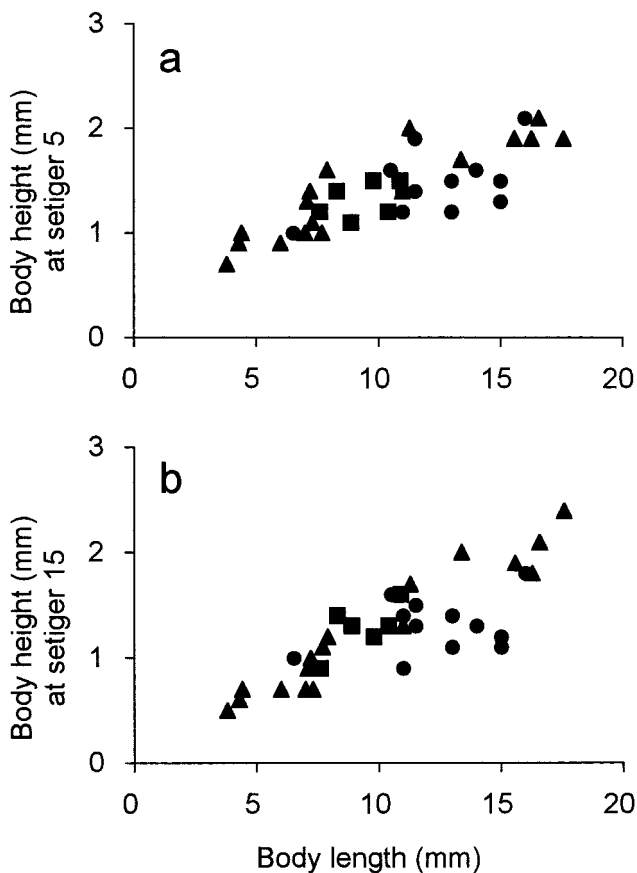 3
a
2
1
0
Body height (mm)
at setiger 5
0 5 10 15 20
3
b
2
1
0
Body height (mm)
at setiger 15
0 5 10 15 20
Body length (mm)